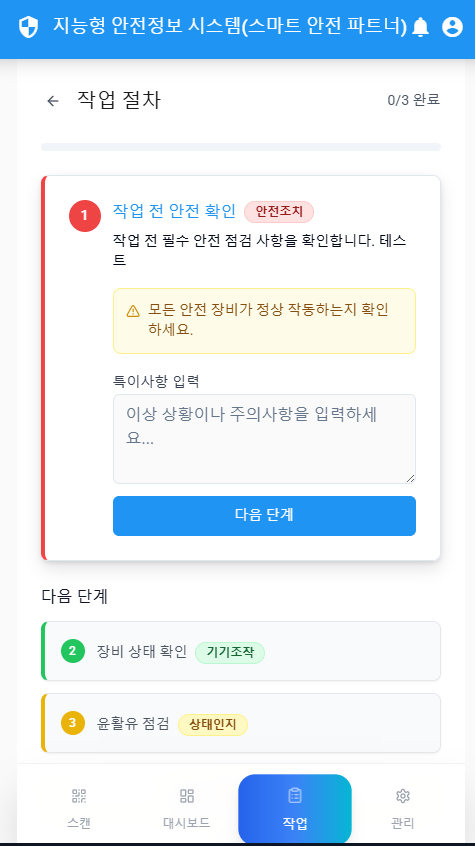 지능형 안전정보 시스템(스마트 안전 파트너)
작업 절차
0/3 완료
1
작업 전 안전 확인
안전조치
작업 전 필수 안전 점검 사항을 확인합니다. 테스
트
모든 안전 장비가 정상 작동하는지 확인
하세요.
특이사항 입력
이상 상황이나 주의사항을 입력하세
요...
다음 단계
다음 단계
2
장비 상태 확인
기기조작
3
윤활유 점검
상태인지
스캔
대시보드
작업
관리